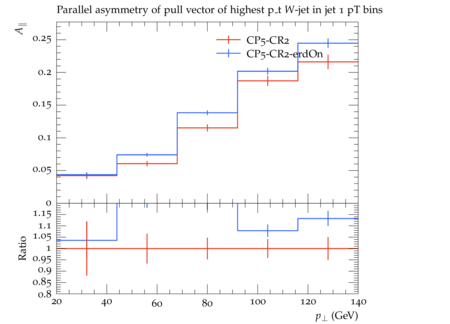 Parallel asymmetry of pull vector of highest p_t W-jet in jet 1 pT bins
A∥
CP5-CR2
CP5-CR2-erdOn
0.25
0.2
0.15
0.1
0.05
0
1.15
1.1
1.05
1
0.95
0.9
0.85
0.8
Ratio
20 40 60 80 100 120 140
p⊥ (GeV)